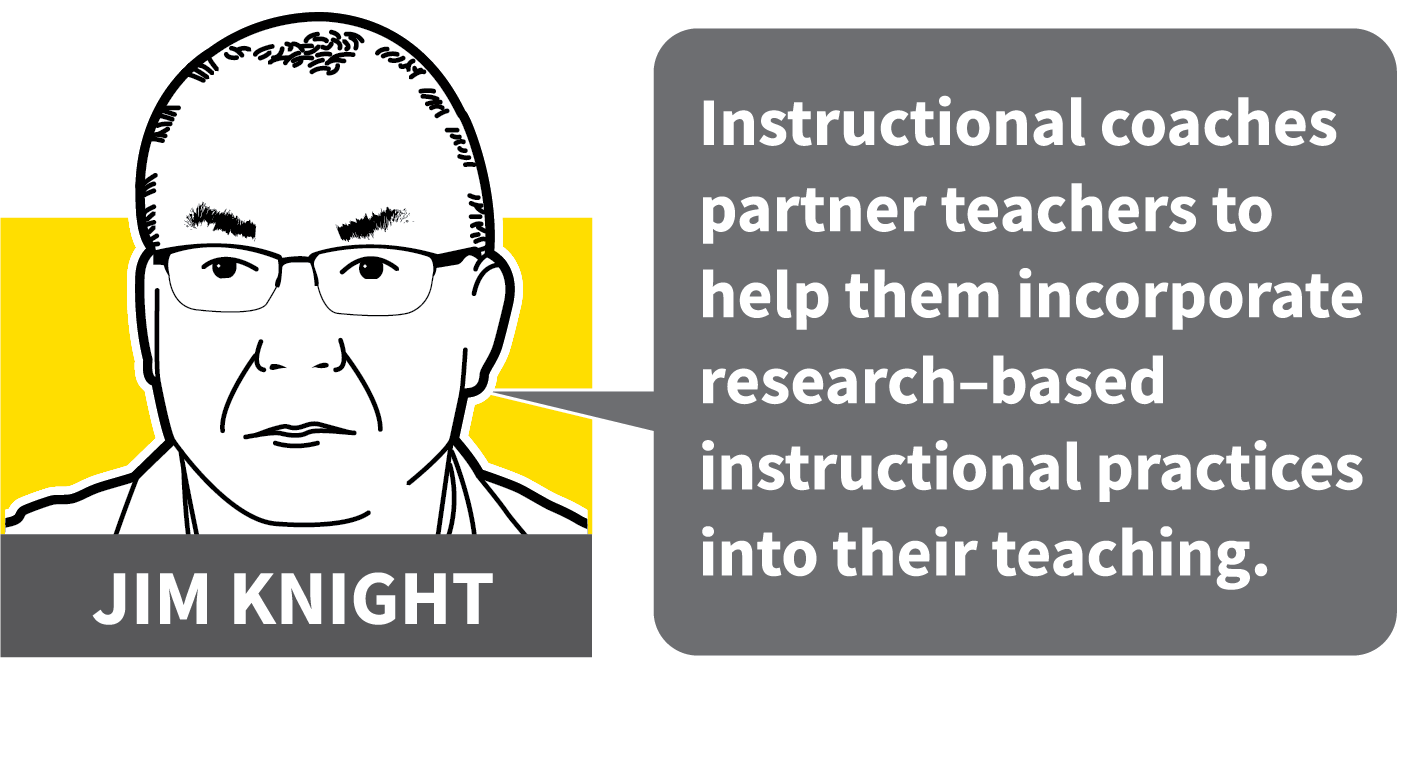 Instructional coaches
partner teachers to
help them incorporate
research–based
instructional practices
into their teaching.
JIM KNIGHT